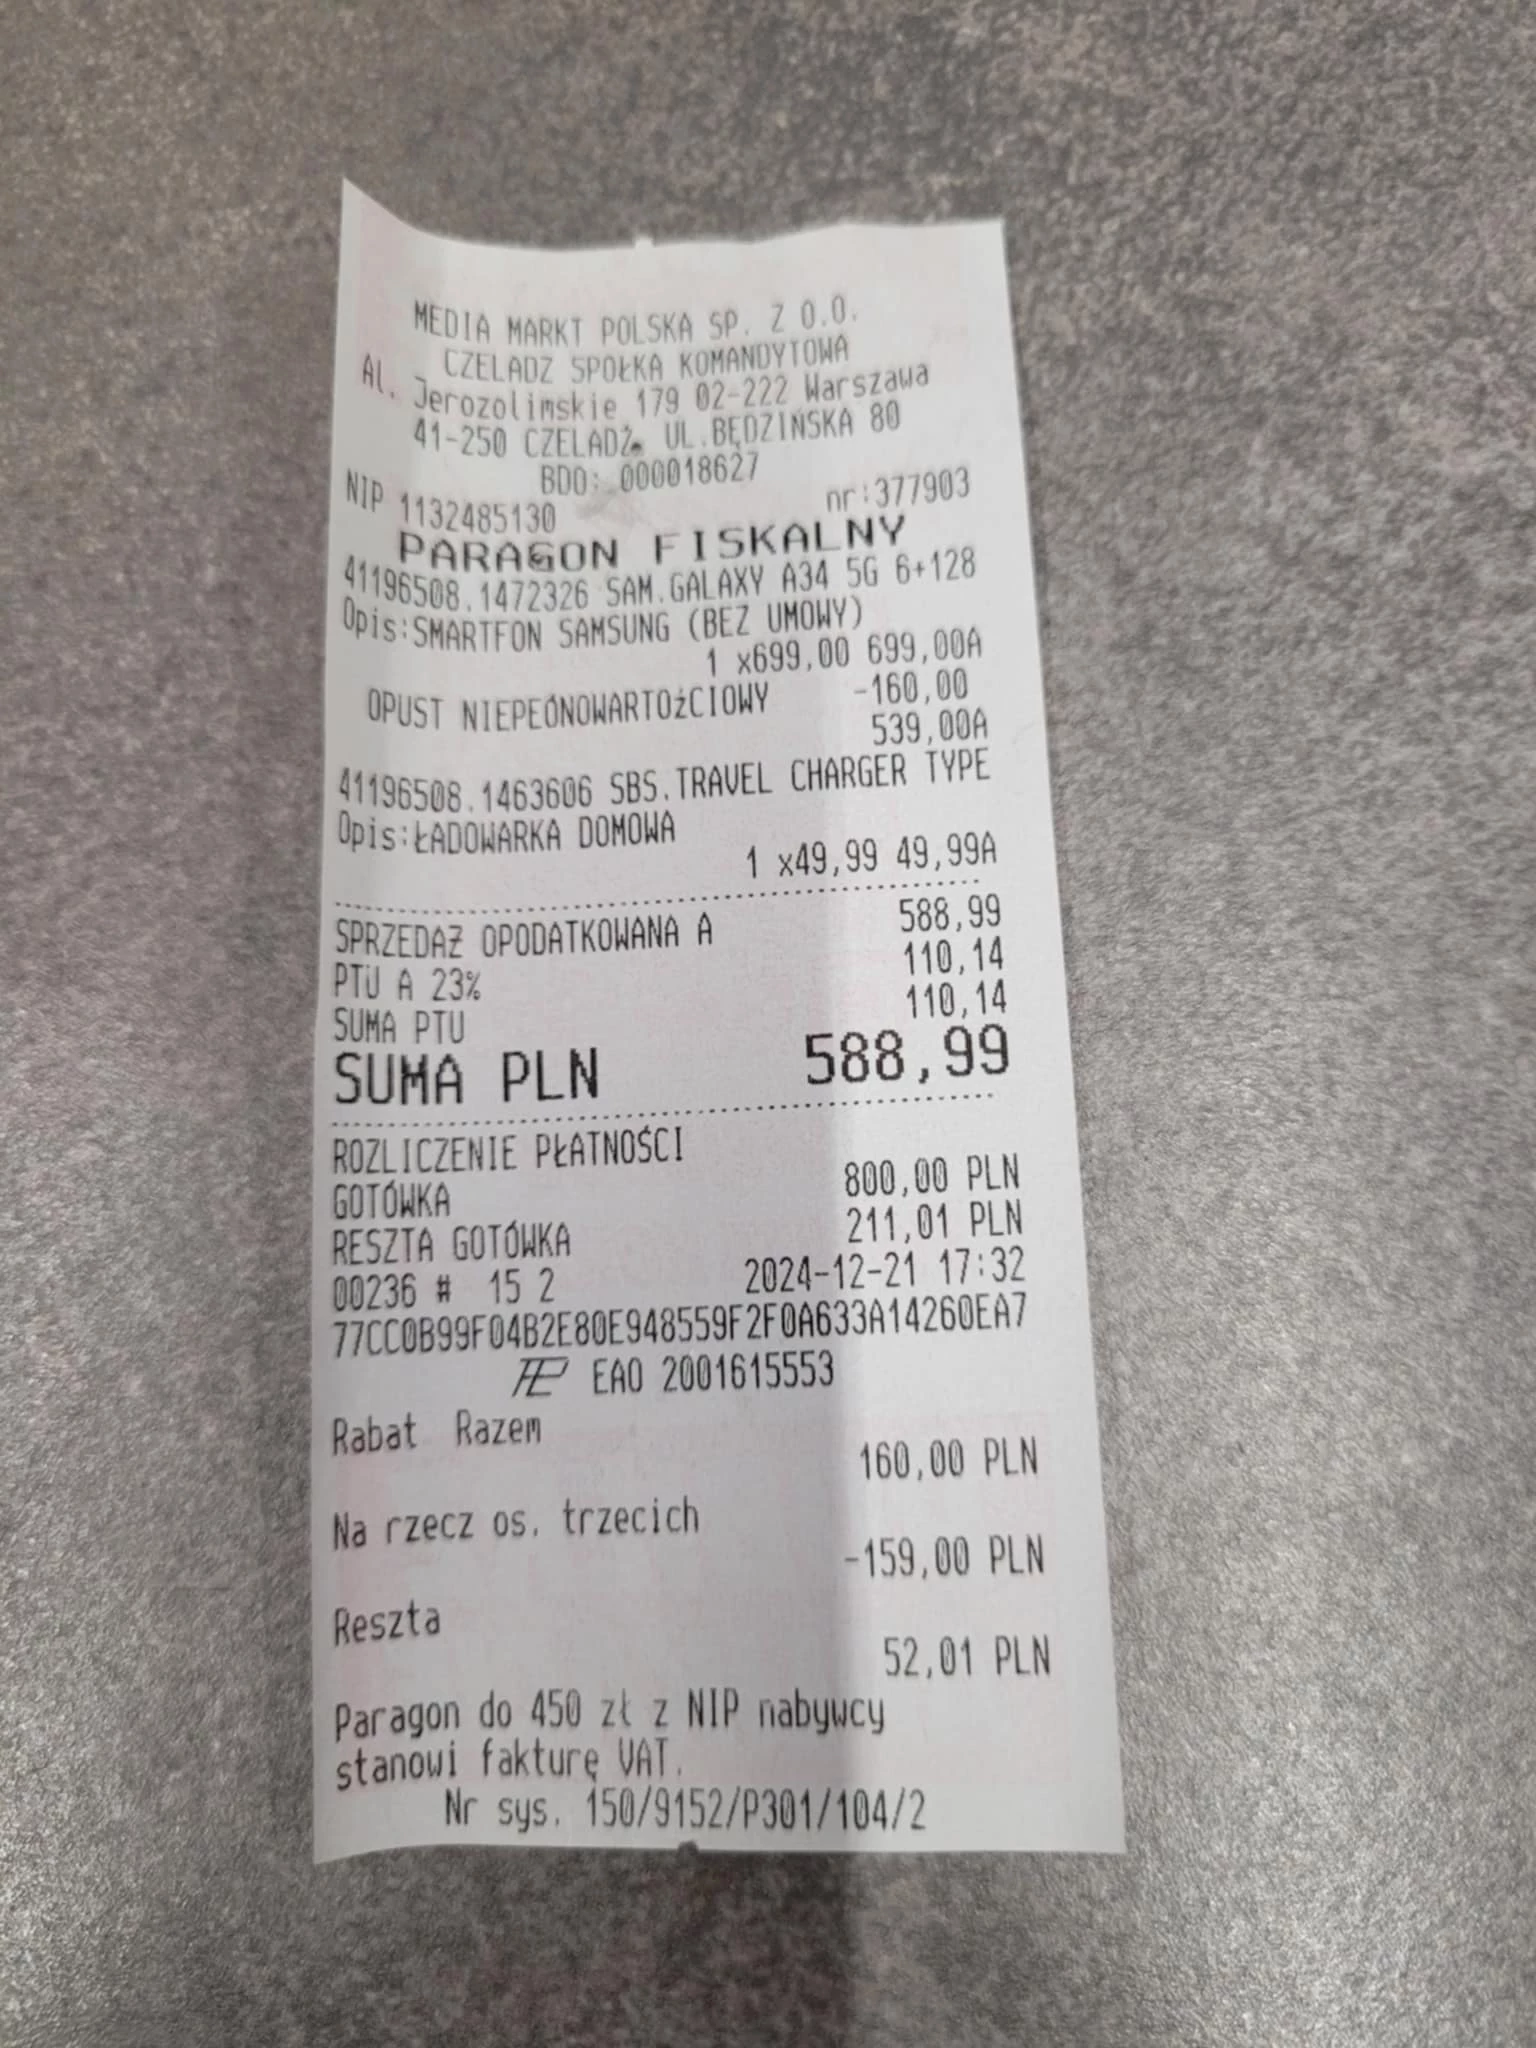 MEDIA MARKT POLSKA SP. Z O.O.
CZELADZ SPOŁKA KOMANDYTOWA
Al. Jerozolimskie 179 02-222 Warszawa
41-250 CZELADŹ. UL.BĘDZIŃSKA 80
BDO: 000018627
NIP 1132485130 nr:377903
PARAGON FISKALNY
41196508.1472326 SAM.GALAXY A34 5G 6+128
Opis:SMARTFON SAMSUNG (BEZ UMOWY)
1 x699,00 699,00A
OPUST NIEPEÓNOWARTOżCIOWY -160,00
539,00A
41196508.1463606 SBS.TRAVEL CHARGER TYPE
Opis:ŁADOWARKA DOMOWA
1 x49,99 49,99A
SPRZEDAŻ OPODATKOWANA A 588,99
PTU A 23% 110,14
SUMA PTU 110,14
SUMA PLN 588,99
ROZLICZENIE PŁATNOŚCI
GOTÓWKA 800,00 PLN
RESZTA GOTÓWKA 211,01 PLN
00236 # 15 2 2024-12-21 17:32
77CC0B99F04B2E80E948559F2F0A633A14260EA7
EAO 2001615553
Rabat Razem
160,00 PLN
Na rzecz os. trzecich
-159,00 PLN
Reszta
52,01 PLN
Paragon do 450 zł z NIP nabywcy
stanowi fakturę VAT.
Nr sys. 150/9152/P301/104/2